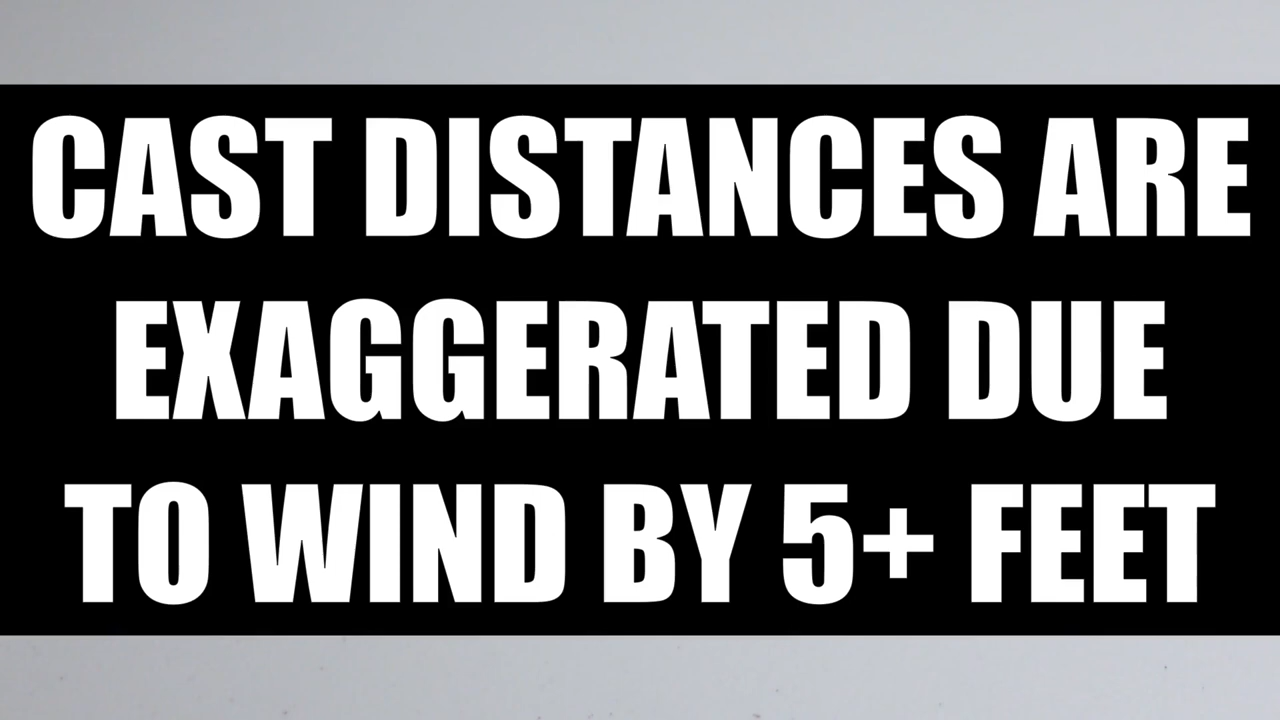 CAST DISTANCES ARE
EXAGGERATED DUE
TO WIND BY 5+ FEET